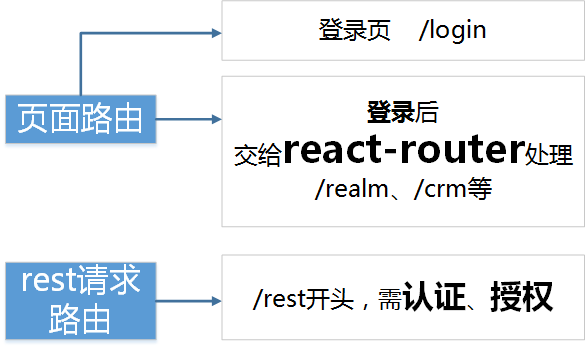 登录页 /login
页面路由
登录后
交给react-router处理
/realm、/crm等
rest请求
路由
/rest开头，需认证、授权